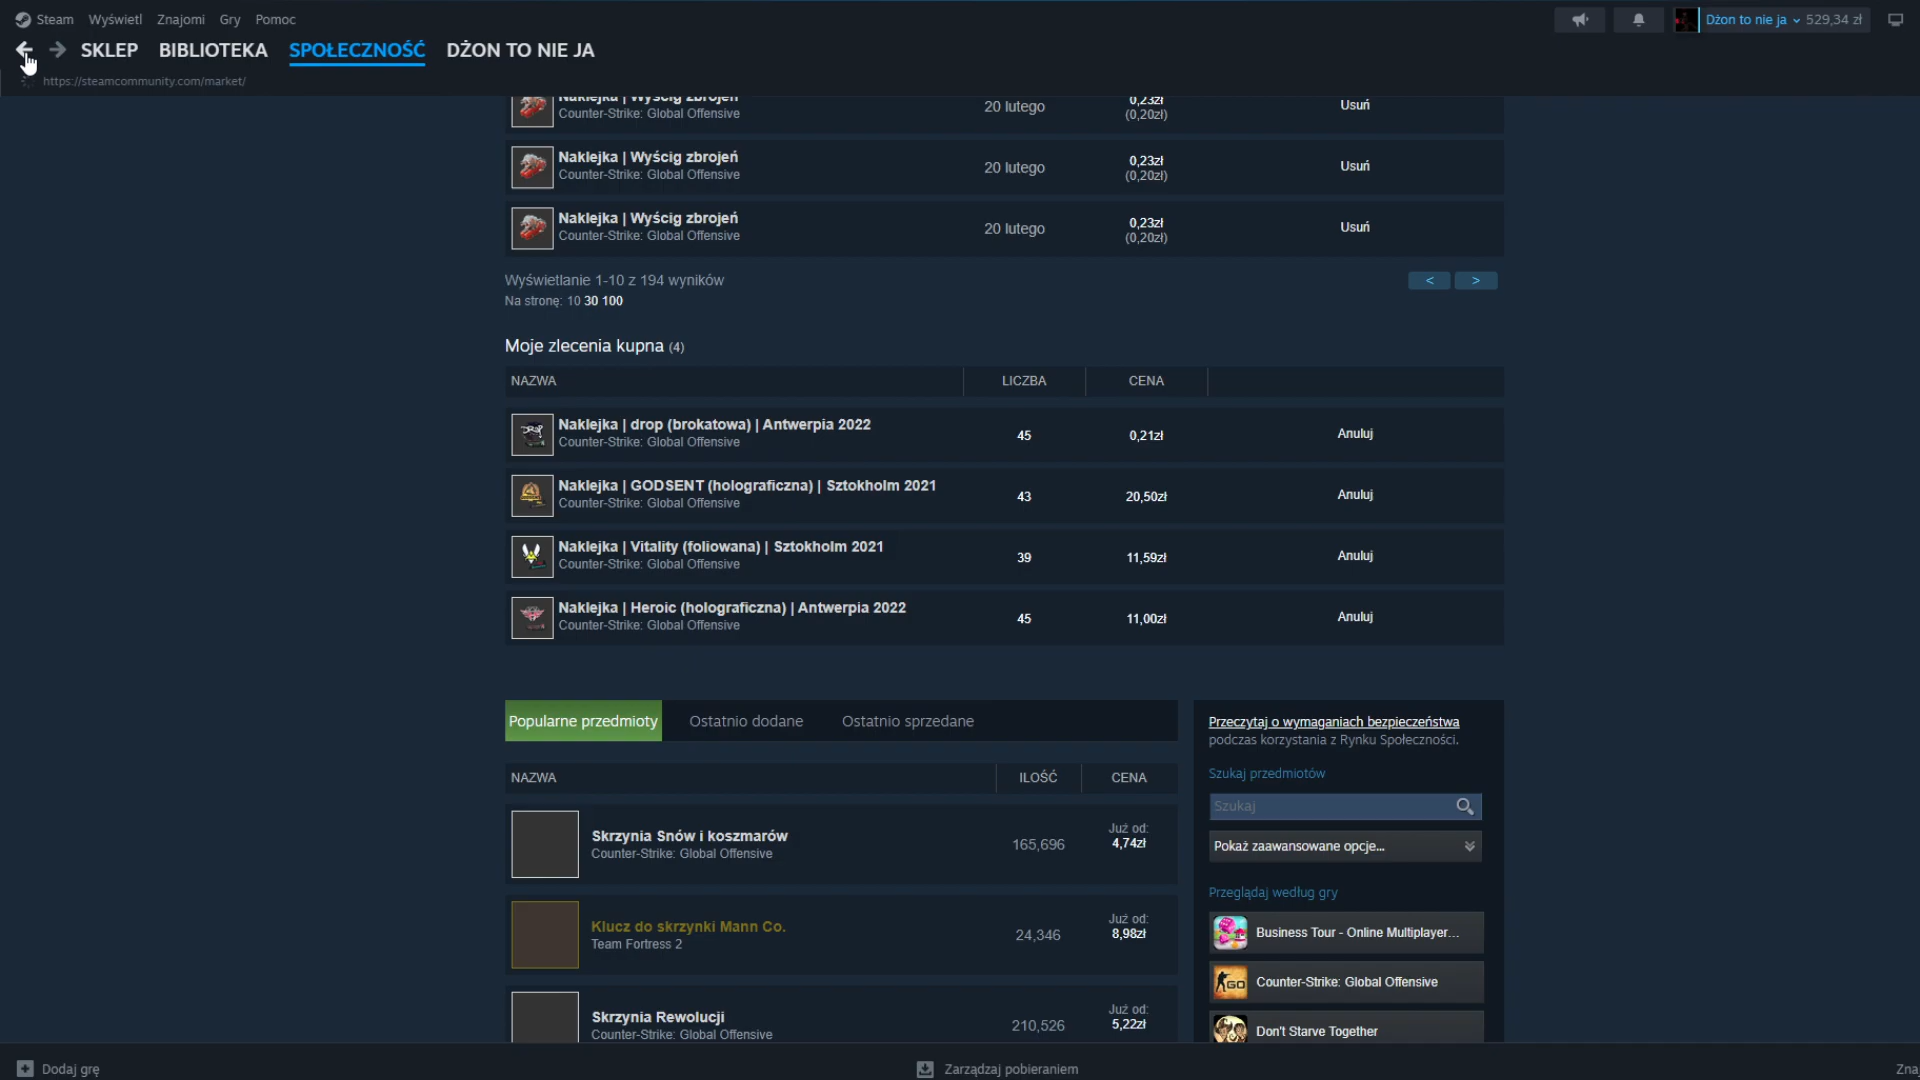 Steam Wyświetl Znajomi Gry Pomoc
Dżon to nie ja 529,34 zł
SKLEP BIBLIOTEKA SPOŁECZNOŚĆ DŻON TO NIE JA
https://steamcommunity.com/market/
Naklejka | Wyścig zbrojeń
Counter-Strike: Global Offensive
20 lutego
0,23zł
(0,20zł)
Usuń
Naklejka | Wyścig zbrojeń
Counter-Strike: Global Offensive
20 lutego
0,23zł
(0,20zł)
Usuń
Naklejka | Wyścig zbrojeń
Counter-Strike: Global Offensive
20 lutego
0,23zł
(0,20zł)
Usuń
Wyświetlanie 1-10 z 194 wyników
< >
Na stronę: 10 30 100
Moje zlecenia kupna (4)
NAZWA LICZBA CENA
Naklejka | drop (brokatowa) | Antwerpia 2022
Counter-Strike: Global Offensive
45
0,21zł
Anuluj
Naklejka | GODSENT (holograficzna) | Sztokholm 2021
Counter-Strike: Global Offensive
43
20,50zł
Anuluj
Naklejka | Vitality (foliowana) | Sztokholm 2021
Counter-Strike: Global Offensive
39
11,59zł
Anuluj
Naklejka | Heroic (holograficzna) | Antwerpia 2022
Counter-Strike: Global Offensive
45
11,00zł
Anuluj
Popularne przedmioty Ostatnio dodane Ostatnio sprzedane
NAZWA ILOŚĆ CENA
Skrzynia Snów i koszmarów
Counter-Strike: Global Offensive
165,696
Już od:
4,74zł
Klucz do skrzynki Mann Co.
Team Fortress 2
24,346
Już od:
8,98zł
Skrzynia Rewolucji
Counter-Strike: Global Offensive
210,526
Już od:
5,22zł
Przeczytaj o wymaganiach bezpieczeństwa
podczas korzystania z Rynku Społeczności.
Szukaj przedmiotów
Szukaj
Pokaż zaawansowane opcje...
Przeglądaj według gry
Business Tour - Online Multiplayer...
GO
Counter-Strike: Global Offensive
Don't Starve Together
Dodaj grę
Zarządzaj pobieraniem
Zna